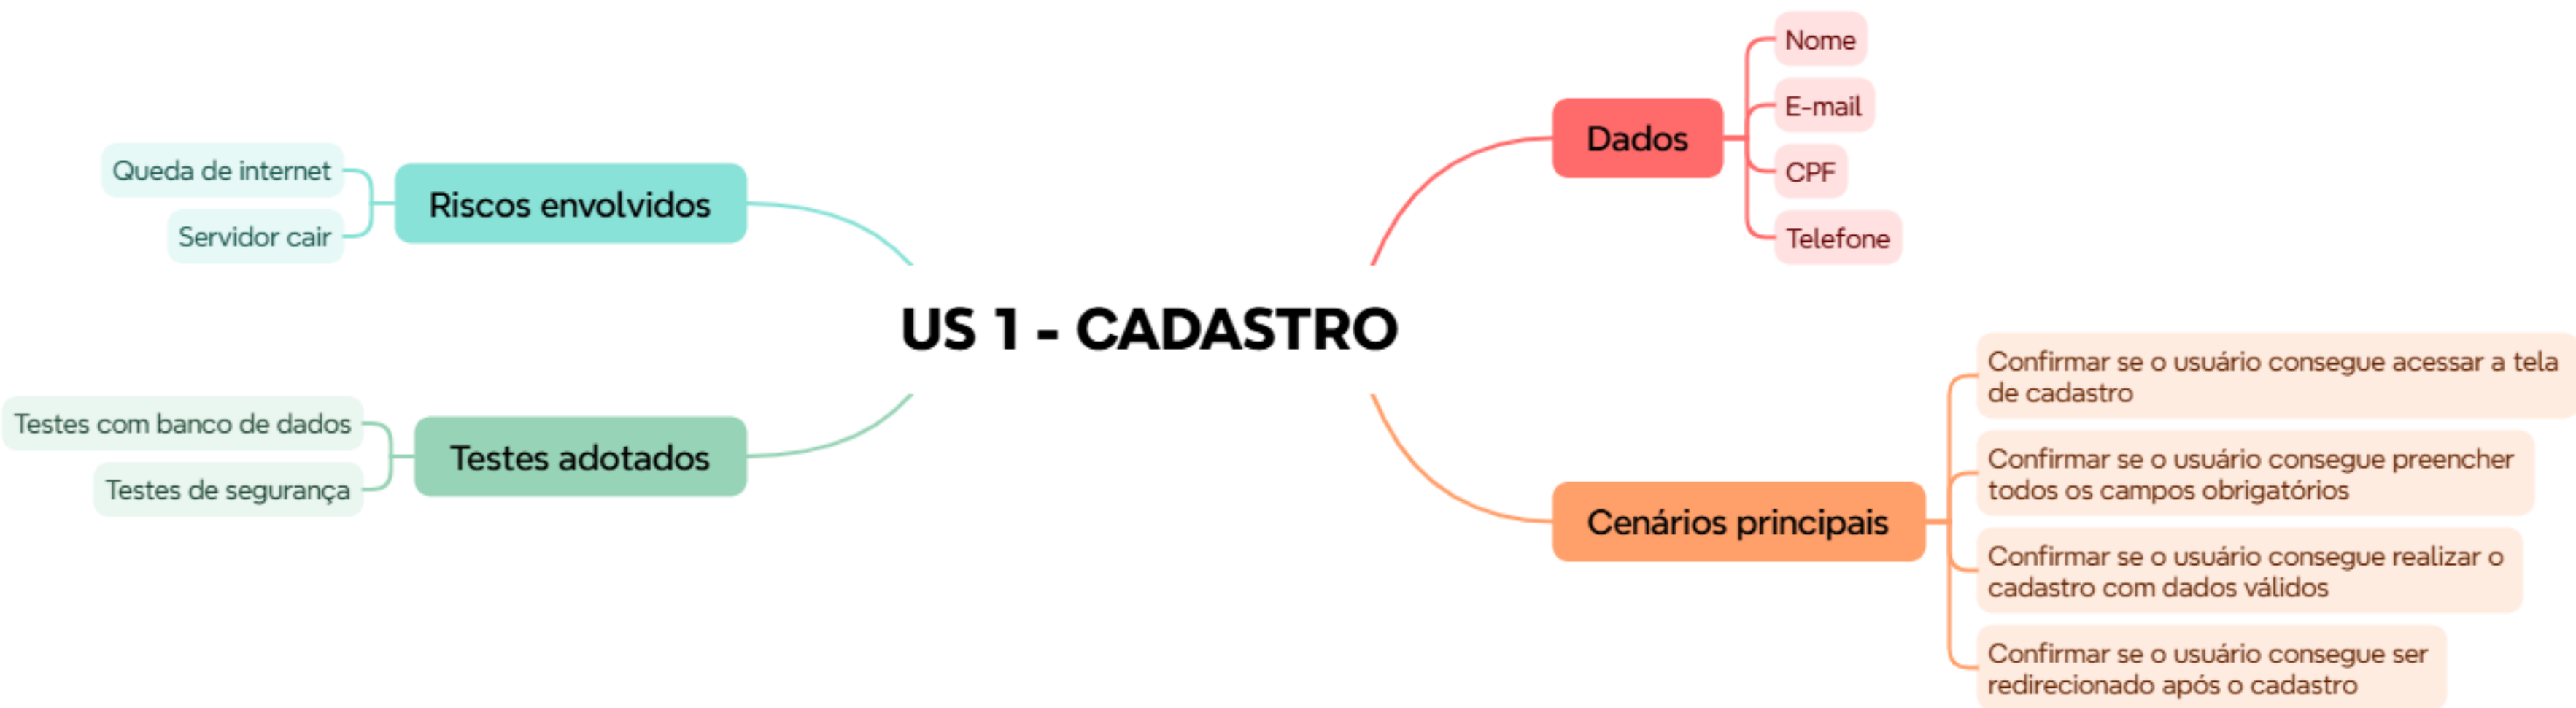 US 1 - CADASTRO
Dados
Nome
E-mail
CPF
Telefone
Cenários principais
Confirmar se o usuário consegue acessar a tela
de cadastro
Confirmar se o usuário consegue preencher
todos os campos obrigatórios
Confirmar se o usuário consegue realizar o
cadastro com dados válidos
Confirmar se o usuário consegue ser
redirecionado após o cadastro
Riscos envolvidos
Queda de internet
Servidor cair
Testes adotados
Testes com banco de dados
Testes de segurança